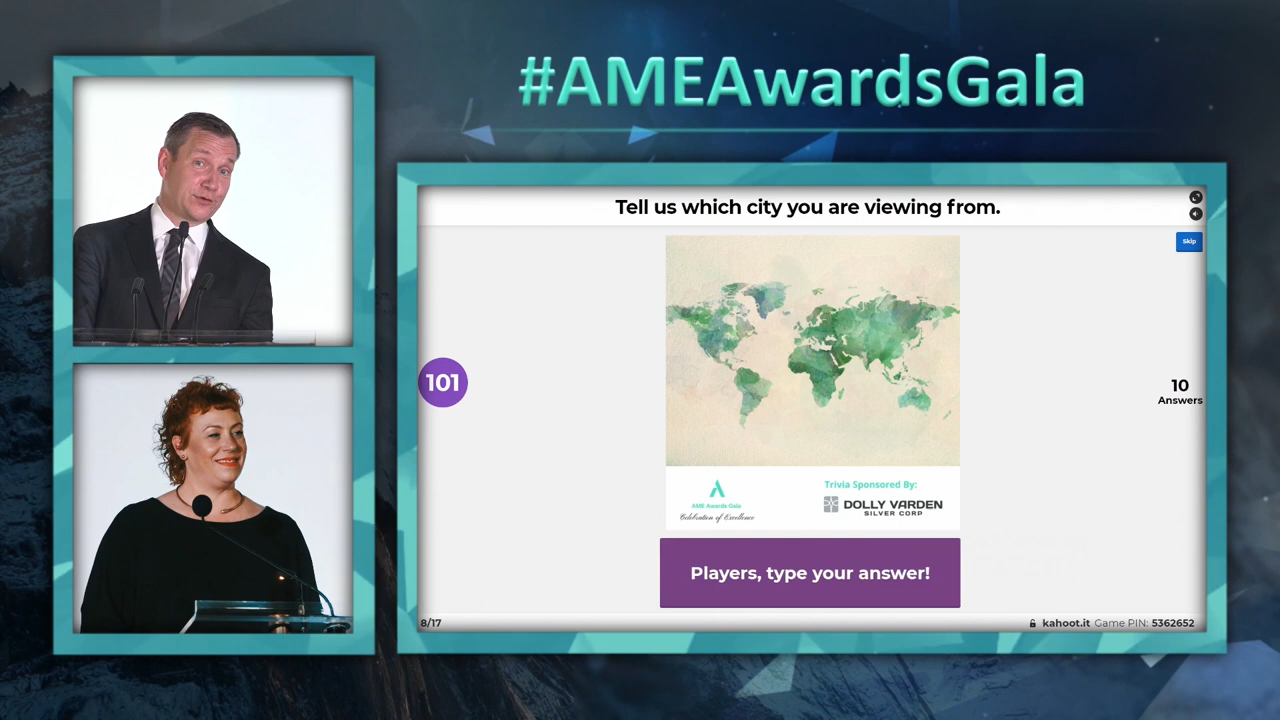 #AMEAwardsGala
Tell us which city you are viewing from.
Skip
101
10
Answers
AME Awards Gala
Celebration of Excellence
Trivia Sponsored By:
DOLLY VARDEN
SILVER CORP
Players, type your answer!
8/17
kahoot.it Game PIN: 5362652